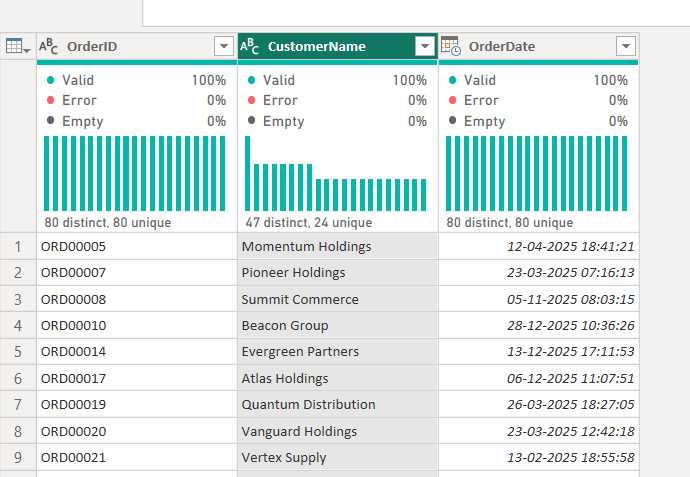 ABC OrderID ABC CustomerName OrderDate
Valid 100% Valid 100% Valid 100%
Error 0% Error 0% Error 0%
Empty 0% Empty 0% Empty 0%
80 distinct, 80 unique 47 distinct, 24 unique 80 distinct, 80 unique
1 ORD00005 Momentum Holdings 12-04-2025 18:41:21
2 ORD00007 Pioneer Holdings 23-03-2025 07:16:13
3 ORD00008 Summit Commerce 05-11-2025 08:03:15
4 ORD00010 Beacon Group 28-12-2025 10:36:26
5 ORD00014 Evergreen Partners 13-12-2025 17:11:53
6 ORD00017 Atlas Holdings 06-12-2025 11:07:51
7 ORD00019 Quantum Distribution 26-03-2025 18:27:05
8 ORD00020 Vanguard Holdings 23-03-2025 12:42:18
9 ORD00021 Vertex Supply 13-02-2025 18:55:58